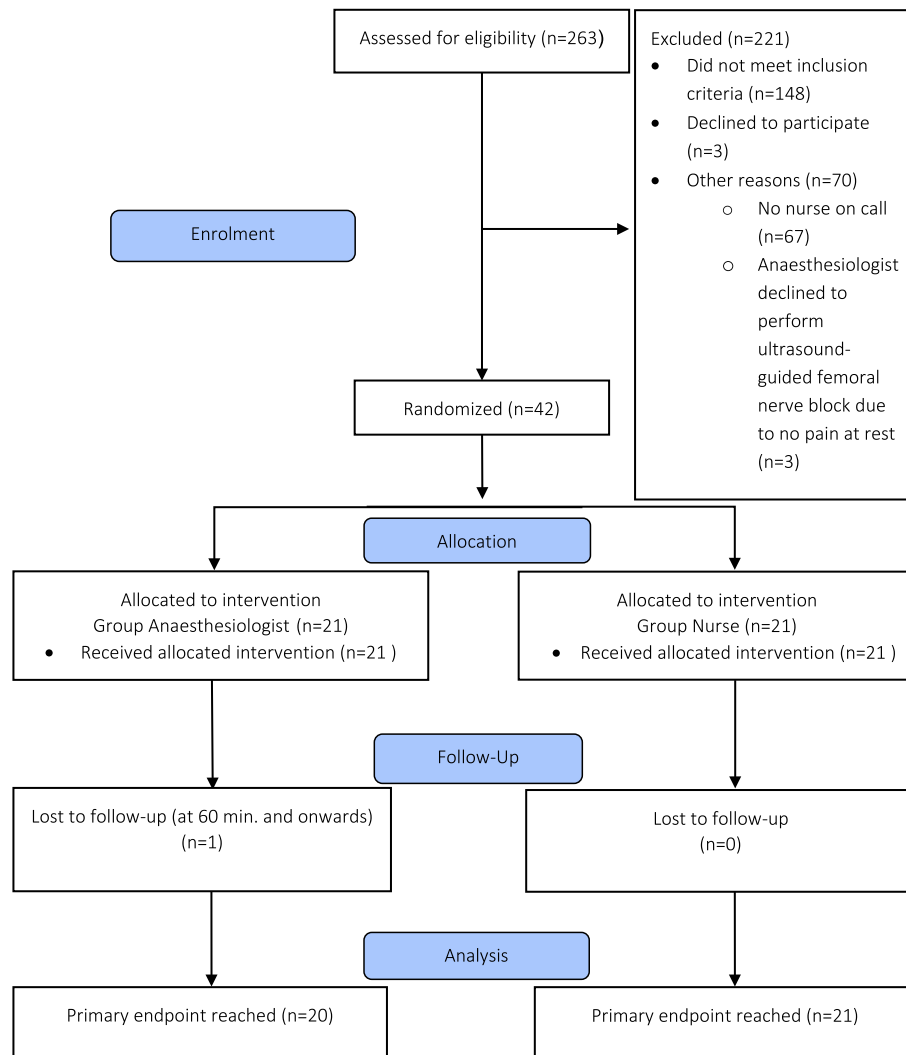 Assessed for eligibility (n=263)
Excluded (n=221)
• Did not meet inclusion
criteria (n=148)
• Declined to participate
(n=3)
• Other reasons (n=70)
o No nurse on call
(n=67)
o Anaesthesiologist
declined to
perform
ultrasound-
guided femoral
nerve block due
to no pain at rest
(n=3)
Enrolment
Randomized (n=42)
Allocation
Allocated to intervention
Group Anaesthesiologist (n=21)
• Received allocated intervention (n=21 )
Allocated to intervention
Group Nurse (n=21)
• Received allocated intervention (n=21 )
Follow-Up
Lost to follow-up (at 60 min. and onwards)
(n=1)
Lost to follow-up
(n=0)
Analysis
Primary endpoint reached (n=20)
Primary endpoint reached (n=21)